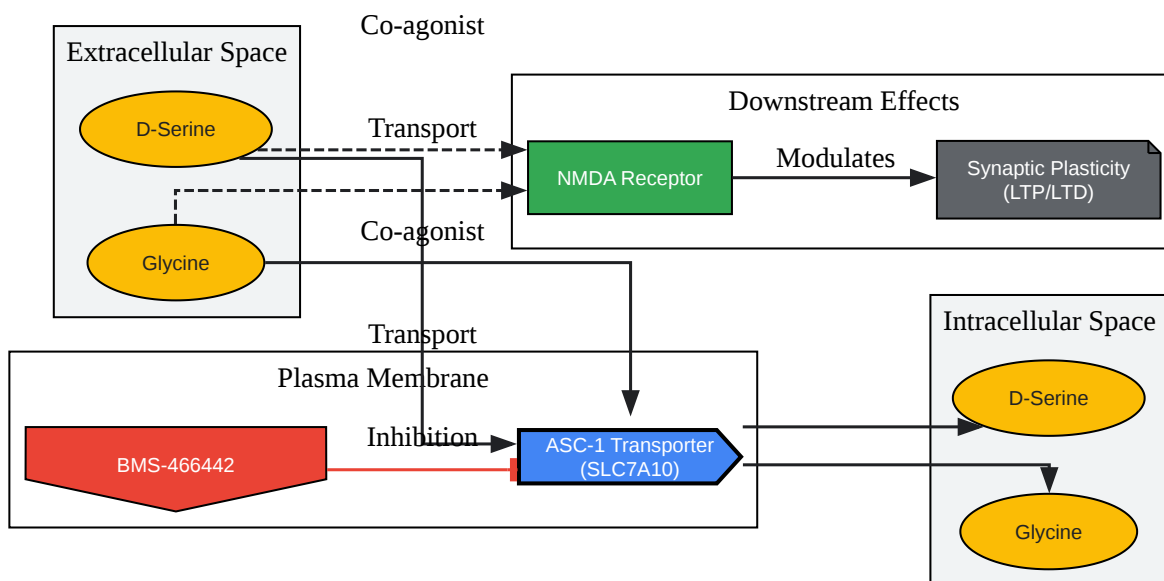 Co-agonist
Extracellular Space
D-Serine
Transport
Glycine
Co-agonist
Downstream Effects
NMDA Receptor
Modulates
Synaptic Plasticity
(LTP/LTD)
Transport
Plasma Membrane
BMS-466442
Inhibition
ASC-1 Transporter
(SLC7A10)
Intracellular Space
D-Serine
Glycine